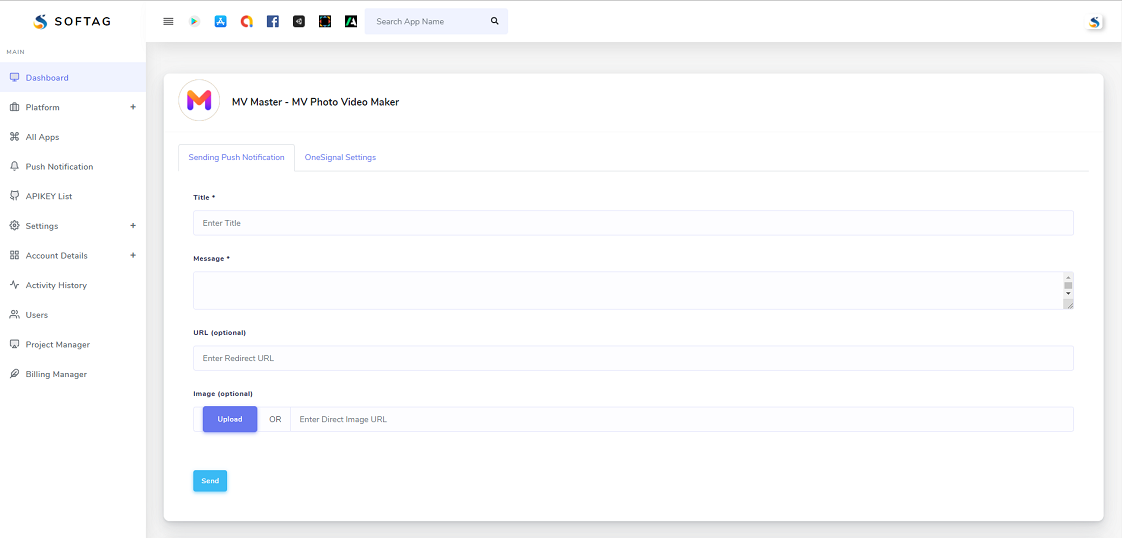 SOFTAG
Search App Name
MAIN
Dashboard
Platform +
All Apps
Push Notification
APIKEY List
Settings +
Account Details +
Activity History
Users
Project Manager
Billing Manager
MV Master - MV Photo Video Maker
Sending Push Notification
OneSignal Settings
Title *
Enter Title
Message *
URL (optional)
Enter Redirect URL
Image (optional)
Upload
OR
Enter Direct Image URL
Send